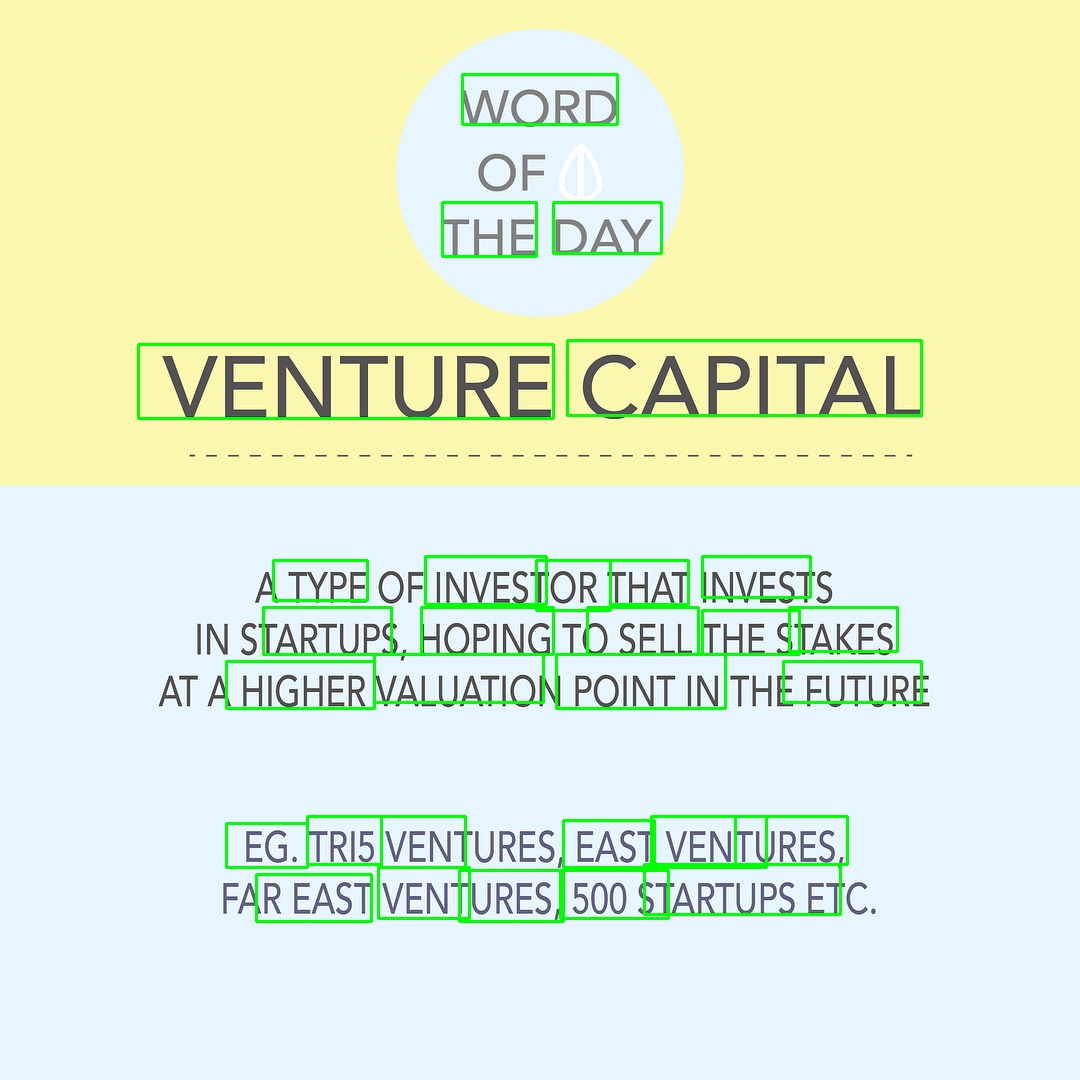 WORD
OF
THE DAY
VENTURE CAPITAL
A TYPE OF INVESTOR THAT INVESTS
IN STARTUPS, HOPING TO SELL THE STAKES
AT A HIGHER VALUATION POINT IN THE FUTURE
EG. TRI5 VENTURES, EAST VENTURES,
FAR EAST VENTURES, 500 STARTUPS ETC.